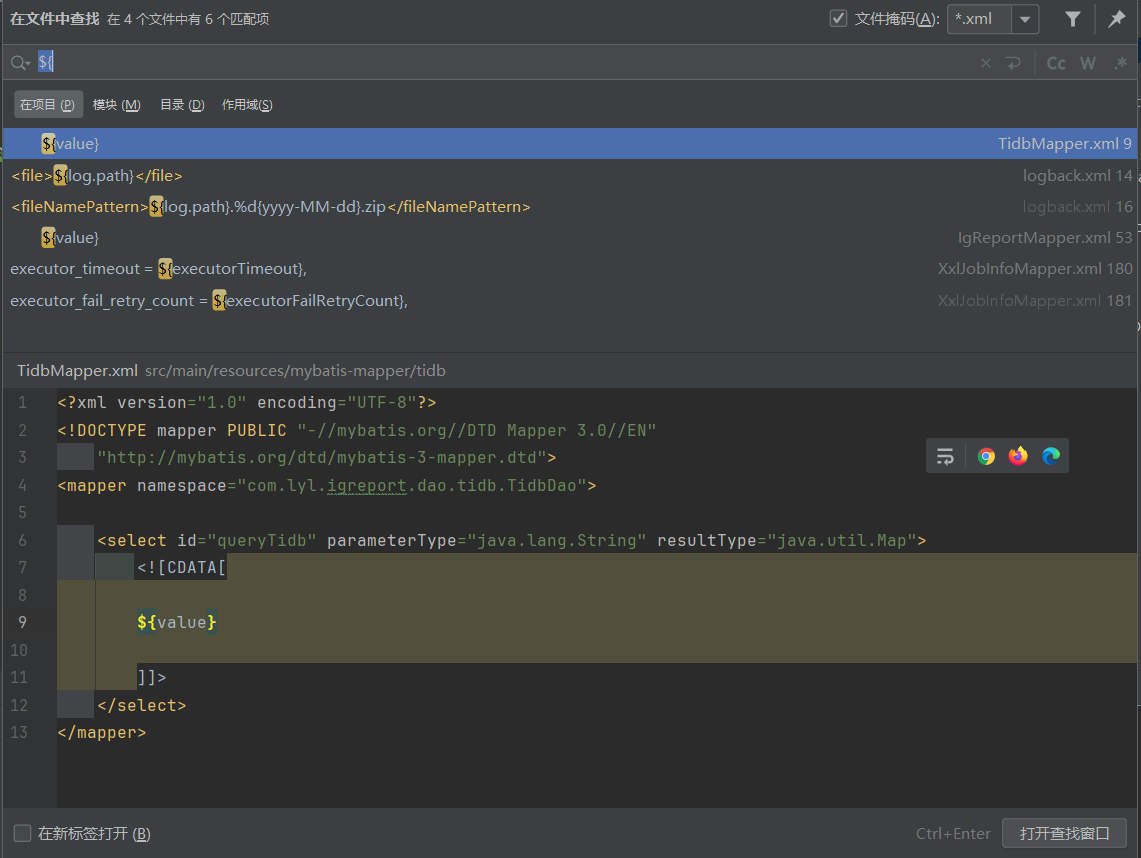 在文件中查找 在 4 个文件中有 6 个匹配项 文件掩码(A): *.xml
${ Cc W .*
在项目 (P) 模块 (M) 目录 (D) 作用域(S)
${value} TidbMapper.xml 9
<file>${log.path}</file> logback.xml 14
<fileNamePattern>${log.path}.%d{yyyy-MM-dd}.zip</fileNamePattern> logback.xml 16
${value} IgReportMapper.xml 53
executor_timeout = ${executorTimeout}, XxlJobInfoMapper.xml 180
executor_fail_retry_count = ${executorFailRetryCount}, XxlJobInfoMapper.xml 181
TidbMapper.xml src/main/resources/mybatis-mapper/tidb
1 <?xml version="1.0" encoding="UTF-8"?>
2 <!DOCTYPE mapper PUBLIC "-//mybatis.org//DTD Mapper 3.0//EN"
3 "http://mybatis.org/dtd/mybatis-3-mapper.dtd">
4 <mapper namespace="com.lyl.igreport.dao.tidb.TidbDao">
5
6 <select id="queryTidb" parameterType="java.lang.String" resultType="java.util.Map">
7 <![CDATA[
8
9 ${value}
10
11 ]]>
12 </select>
13 </mapper>
在新标签打开 (B) Ctrl+Enter 打开查找窗口